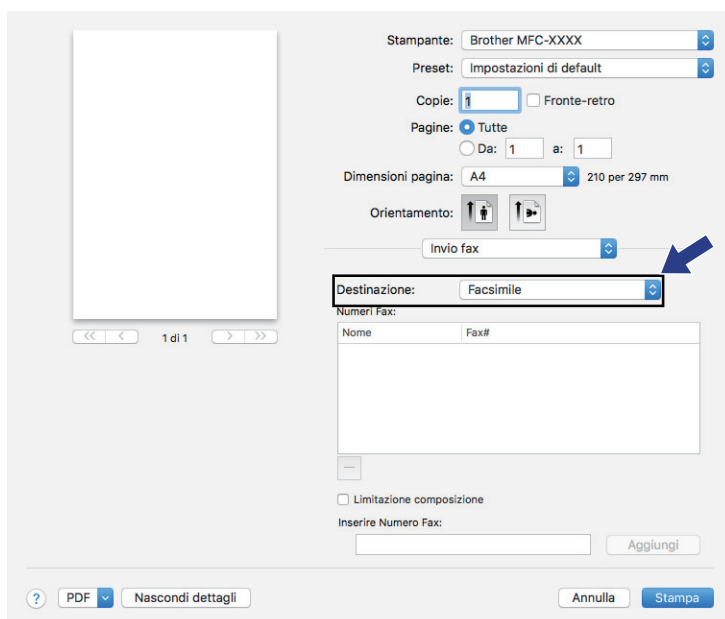 Stampante: Brother MFC-XXXX
Preset: Impostazioni di default
Copie: 1 Fronte-retro
Pagine: Tutte
Da: 1 a: 1
Dimensioni pagina: A4 210 per 297 mm
Orientamento:
Invio fax
Destinazione: Facsimile
Numeri Fax:
Nome Fax#
1 di 1
Limitazione composizione
Inserire Numero Fax:
Aggiungi
? PDF Nascondi dettagli Annulla Stampa